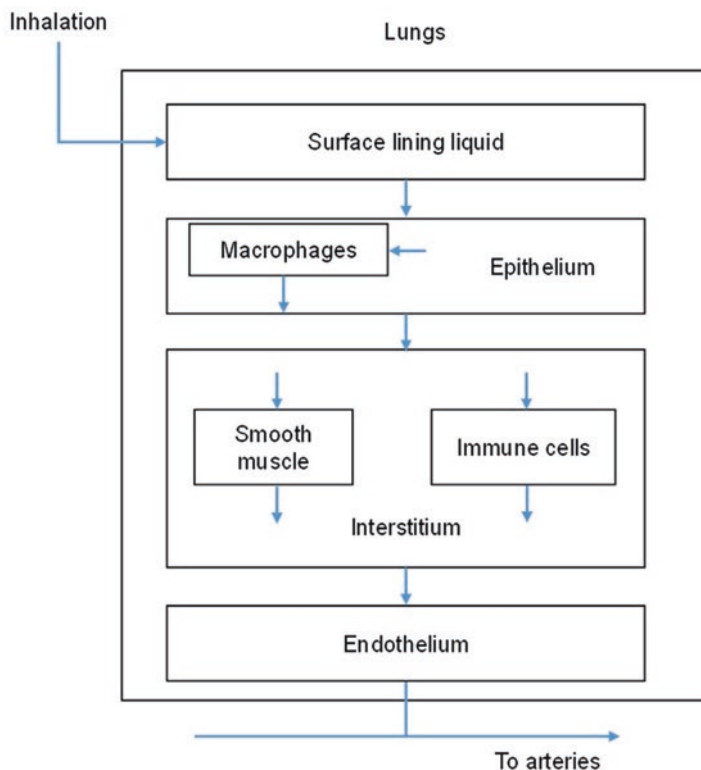 Inhalation
Lungs
Surface lining liquid
Macrophages
Epithelium
Smooth
muscle
Immune cells
Interstitium
Endothelium
To arteries